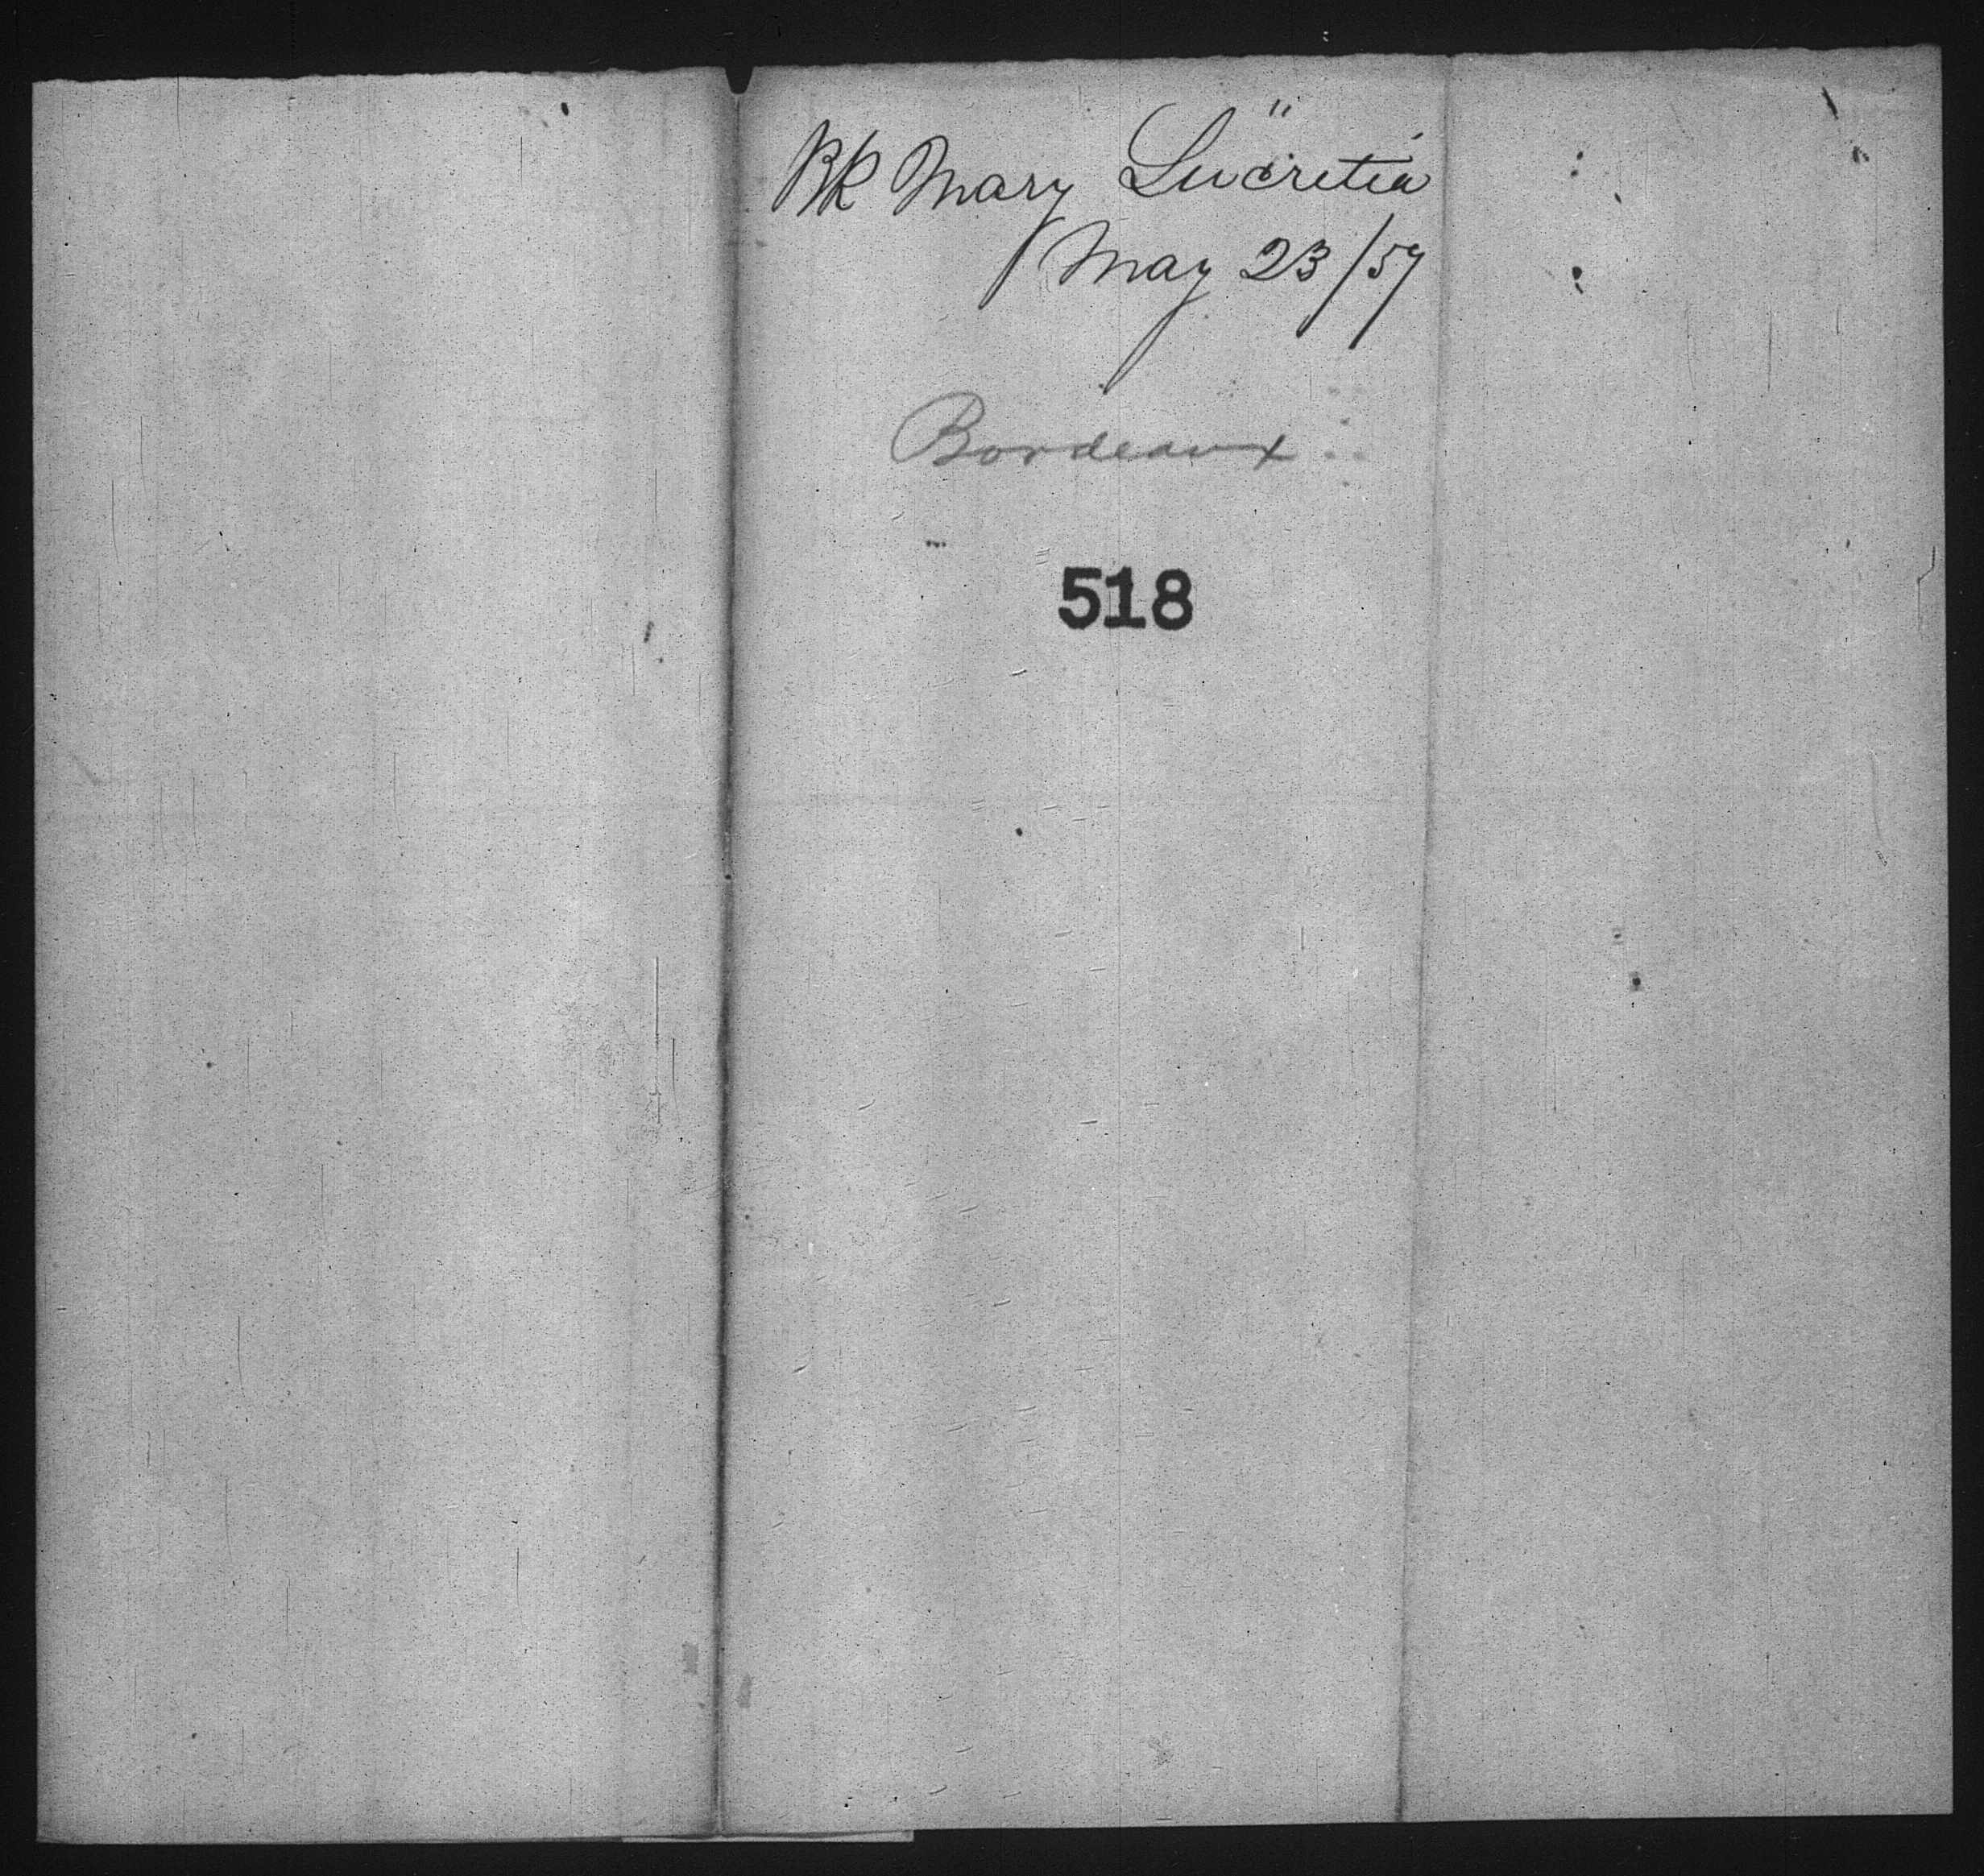 Bk Mary Lucretia
May 23/57
Bordeaux
518